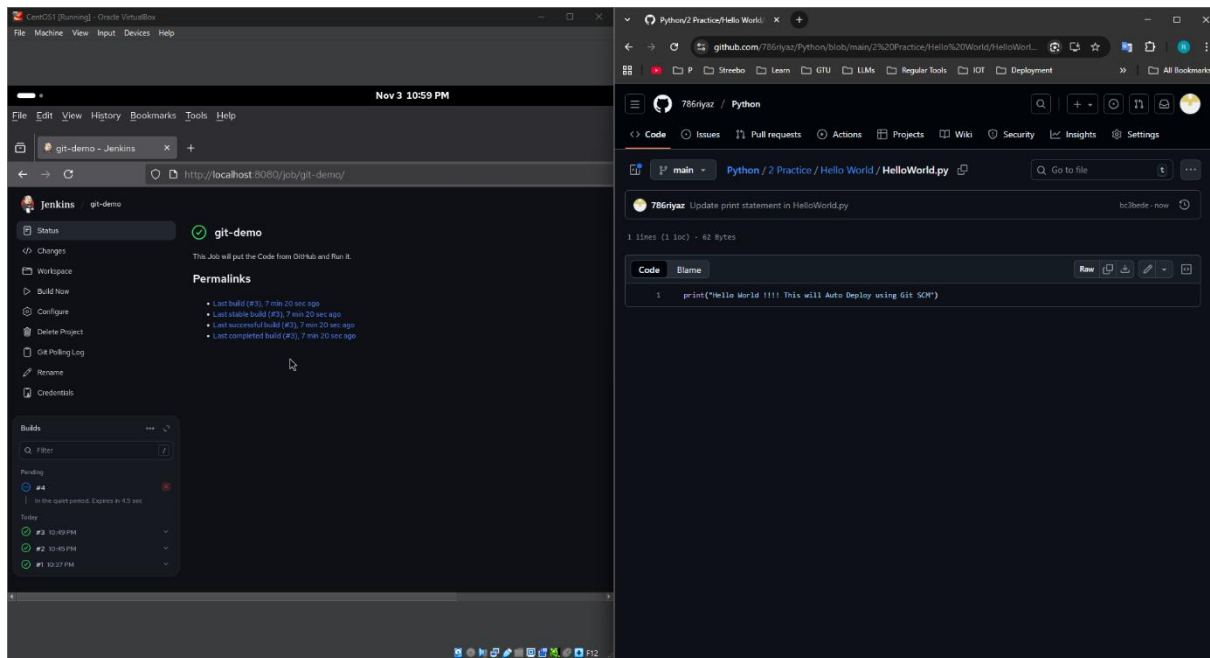 CentOS1 [Running] - Oracle VirtualBox
File Machine View Input Devices Help
Nov 3 10:59 PM
File Edit View History Bookmarks Tools Help
git-demo - Jenkins
http://localhost:8080/job/git-demo/
Jenkins / git-demo
Status
Changes
Workspace
Build Now
Configure
Delete Project
Git Polling Log
Rename
Credentials
Builds
Filter
/
Pending
#4
In the quiet period. Expires in 4.5 sec
Today
#3 10:49 PM
#2 10:45 PM
#1 10:37 PM
git-demo
This Job will put the Code from GitHub and Run it.
Permalinks
Last build (#3), 7 min 20 sec ago
Last stable build (#3), 7 min 20 sec ago
Last successful build (#3), 7 min 20 sec ago
Last completed build (#3), 7 min 20 sec ago
F12
Python/2 Practice/Hello World/
github.com/786riyaz/Python/blob/main/2%20Practice/Hello%20World/HelloWorl...
P Streebo Learn GTU LLMs Regular Tools IOT Deployment » All Bookmarks
786riyaz / Python
Code Issues Pull requests Actions Projects Wiki Security Insights Settings
main Python / 2 Practice / Hello World / HelloWorld.py
Go to file t
786riyaz Update print statement in HelloWorld.py
bc3bede · now
1 lines (1 loc) · 62 Bytes
Code Blame
Raw
1 print("Hello World !!!! This will Auto Deploy using Git SCM")